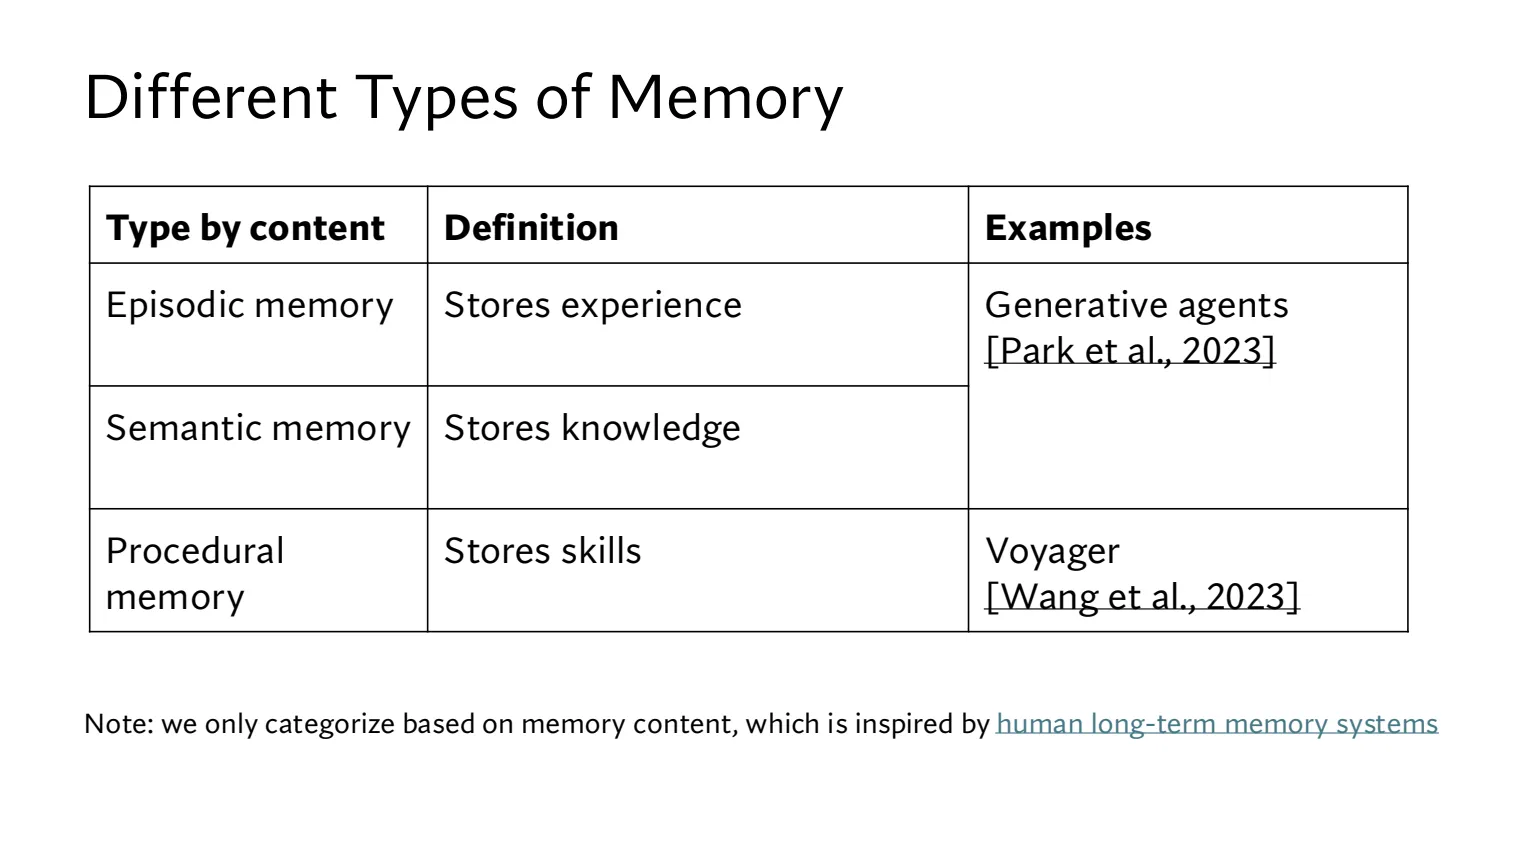 Different Types of Memory
Type by content
Definition
Examples
Episodic memory
Stores experience
Generative agents
[Park et al., 2023]
Semantic memory
Stores knowledge
Procedural
memory
Stores skills
Voyager
[Wang et al., 2023]
Note: we only categorize based on memory content, which is inspired by human long-term memory systems